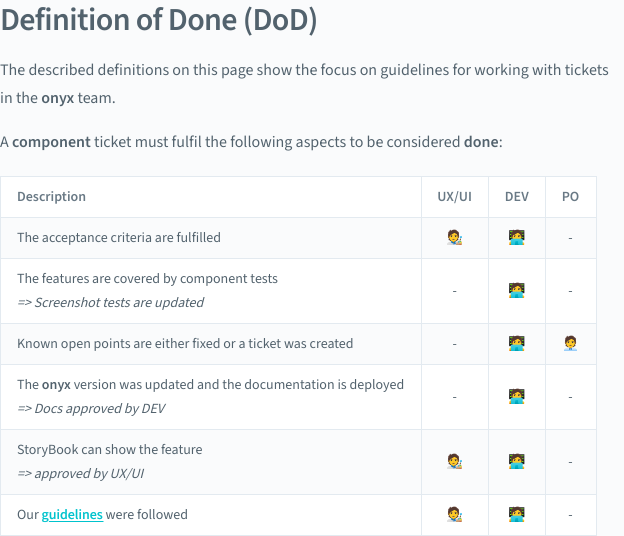 Definition of Done (DoD)
The described definitions on this page show the focus on guidelines for working with tickets
in the onyx team.
A component ticket must fulfil the following aspects to be considered done:
Description UX/UI DEV PO
The acceptance criteria are fulfilled 🧑‍🎨 🧑‍💻 -
The features are covered by component tests
=> Screenshot tests are updated
- 🧑‍💻 -
Known open points are either fixed or a ticket was created - 🧑‍💻 🧑‍💼
The onyx version was updated and the documentation is deployed
=> Docs approved by DEV
- 🧑‍💻 -
StoryBook can show the feature
=> approved by UX/UI
🧑‍🎨 🧑‍💻 -
Our guidelines were followed 🧑‍🎨 🧑‍💻 -